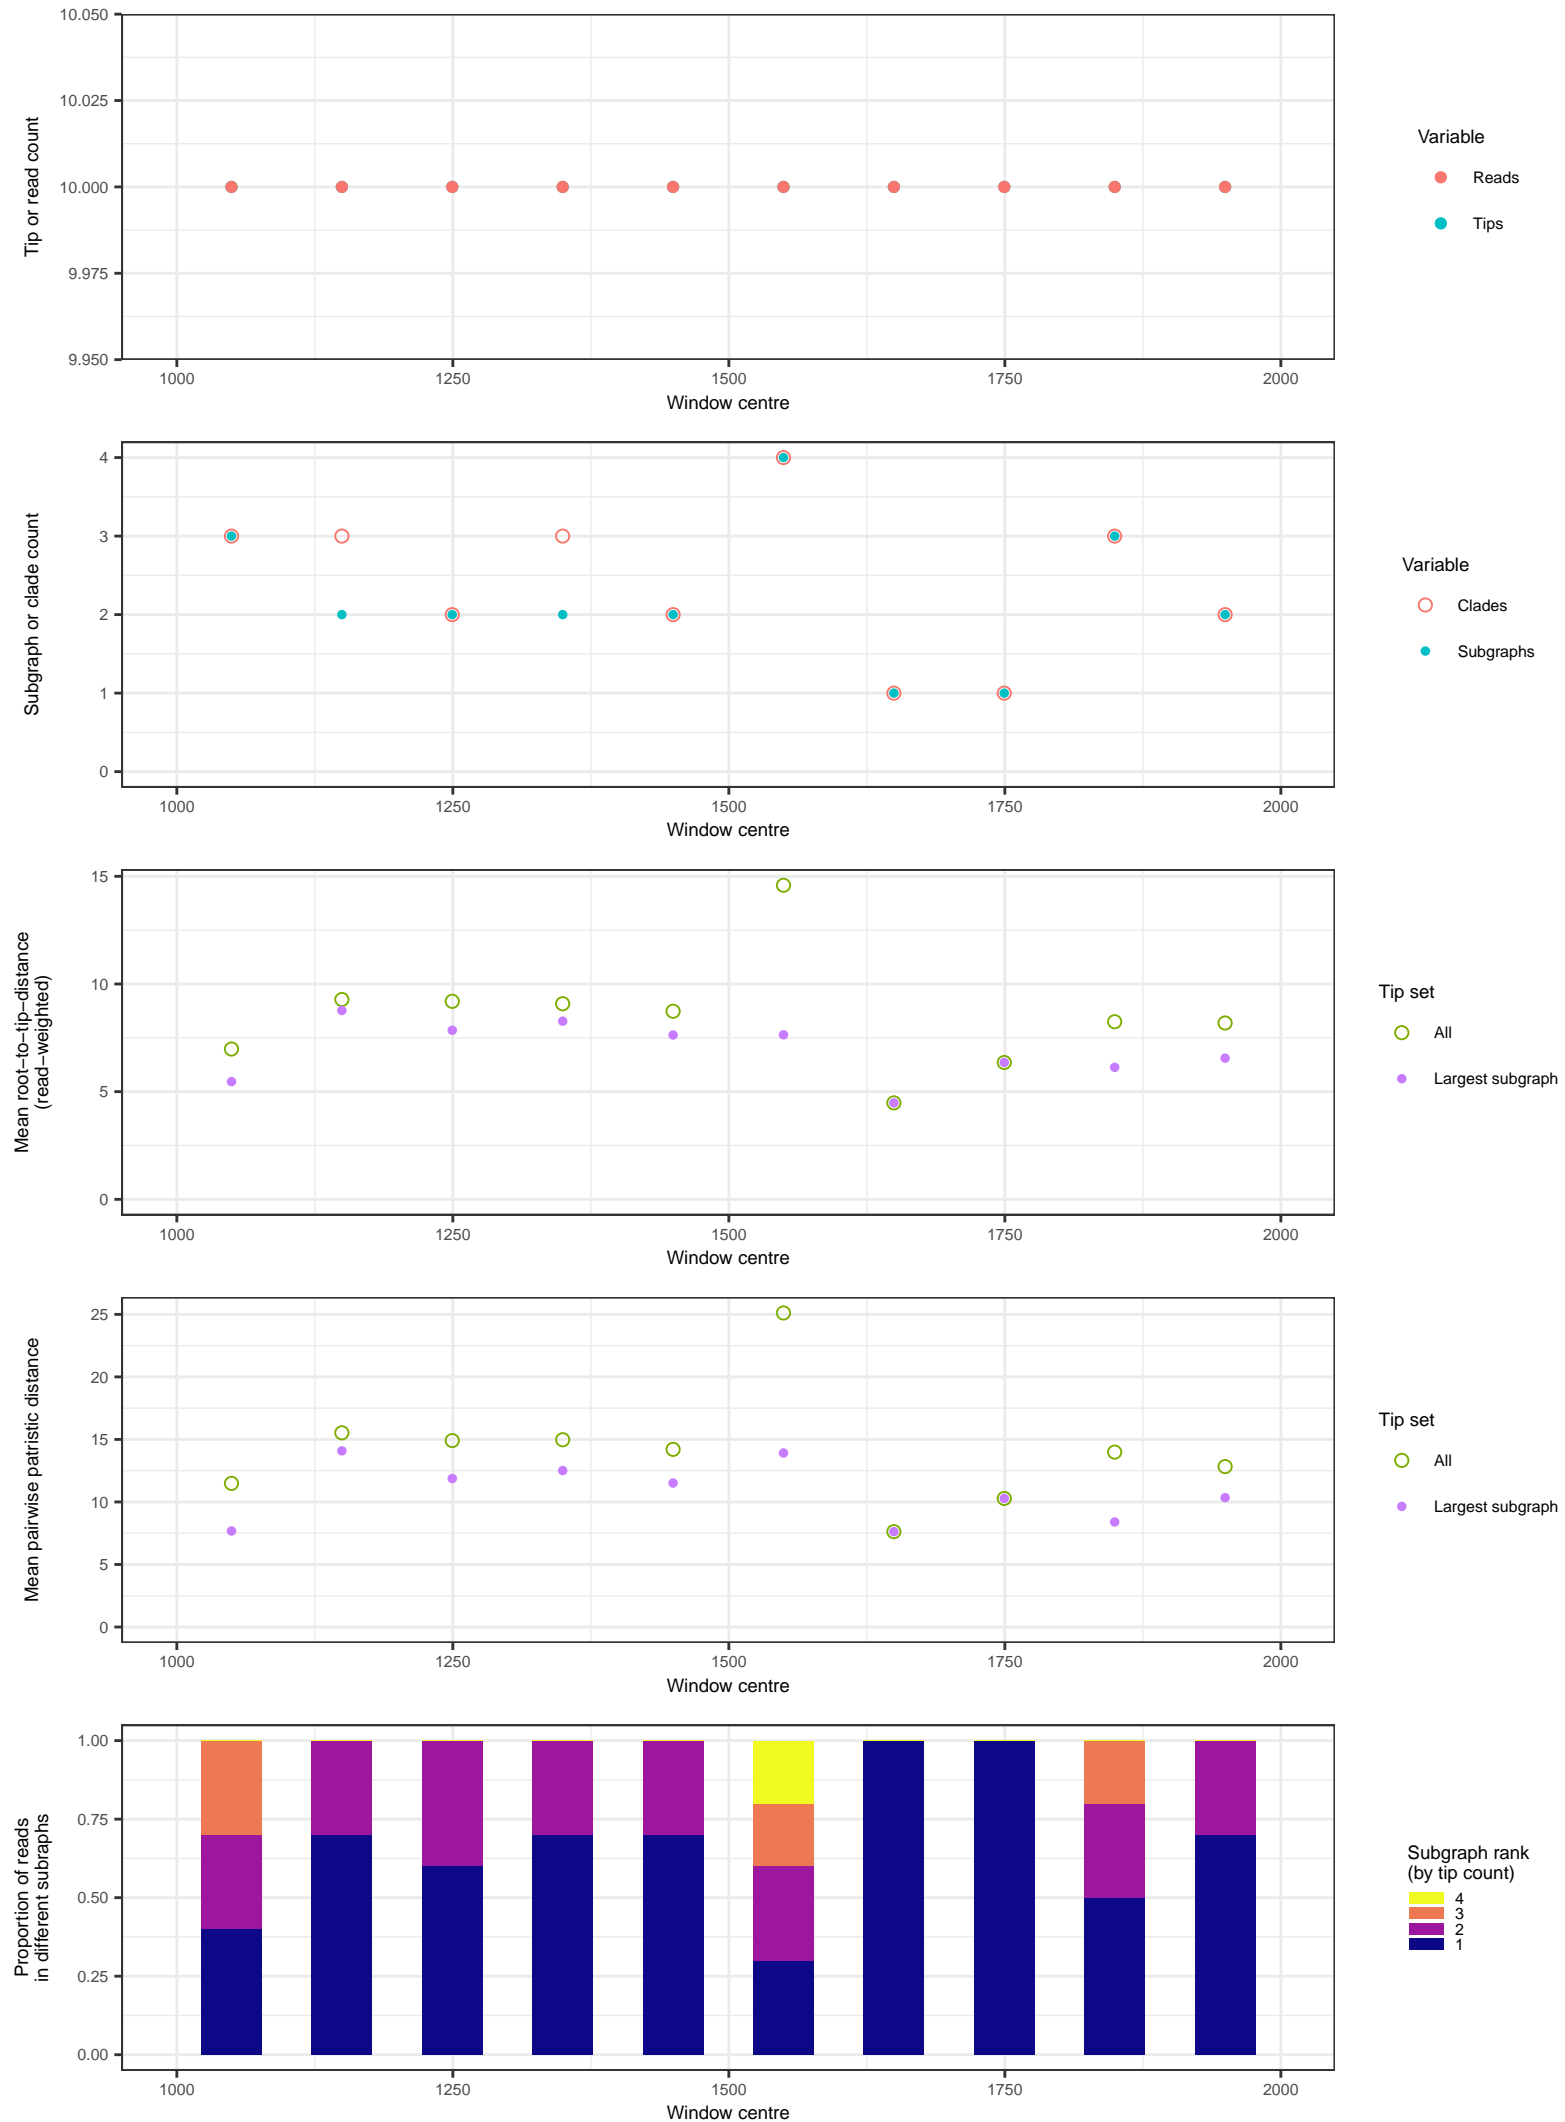 10.050
10.025
10.000
9.975
9.950
Tip or read count
1000 1250 1500 1750 2000
Window centre
Variable
Reads
Tips
4
3
2
1
0
Subgraph or clade count
1000 1250 1500 1750 2000
Window centre
Variable
Clades
Subgraphs
15
10
5
0
Mean root−to−tip−distance
(read−weighted)
1000 1250 1500 1750 2000
Window centre
Tip set
All
Largest subgraph
25
20
15
10
5
0
Mean pairwise patristic distance
1000 1250 1500 1750 2000
Window centre
Tip set
All
Largest subgraph
1.00
0.75
0.50
0.25
0.00
Proportion of reads
in different subraphs
1000 1250 1500 1750 2000
Window centre
Subgraph rank
(by tip count)
4
3
2
1